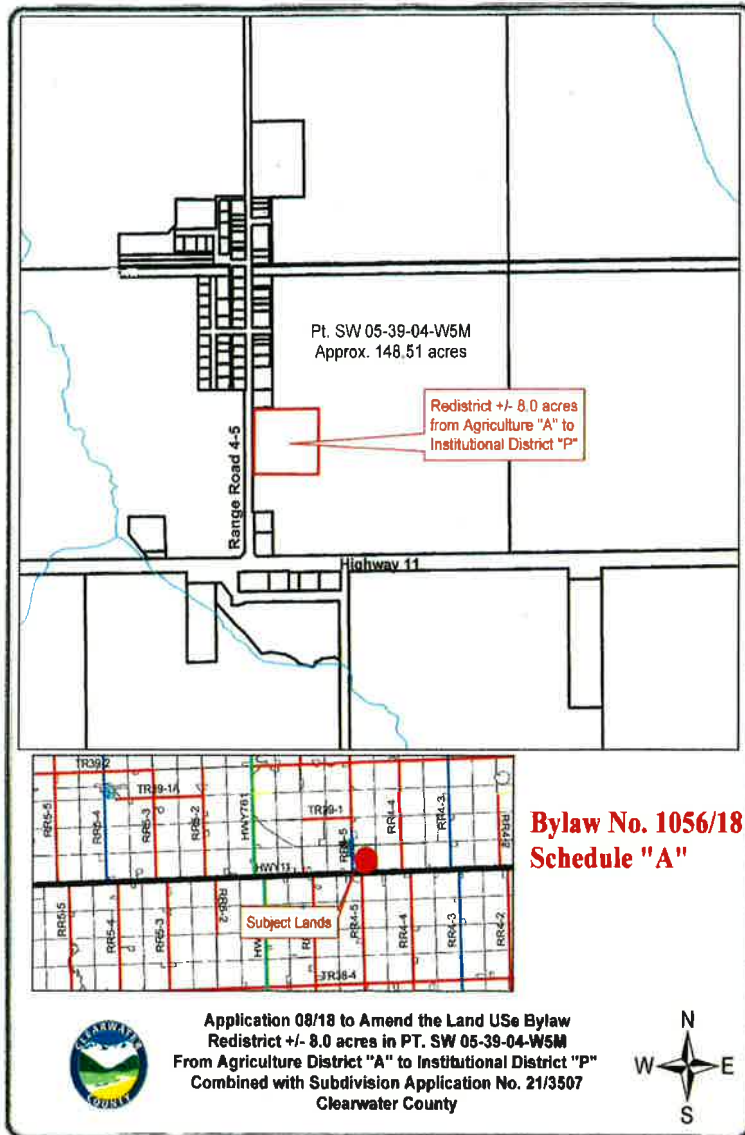 Pt. SW 05-39-04-W5M
Approx. 148.51 acres
Redistrict +/- 8.0 acres
from Agriculture "A" to
Institutional District "P"
Range Road 4-5
Highway 11
TR39-2
TR39-1A
TR39-1
RR5-5
RR5-4
RR5-3
RR5-2
HWY761
RR4-5
RR4-4
RR4-3
RR4-2
HWY11
RR5-5
RR5-4
RR5-3
RR5-2
RR4-5
RR4-4
RR4-3
RR4-2
Subject Lands
TR38-4
Bylaw No. 1056/18
Schedule "A"
CLEARWATER
COUNTY
Application 08/18 to Amend the Land USe Bylaw
Redistrict +/- 8.0 acres in PT. SW 05-39-04-W5M
From Agriculture District "A" to Institutional District "P"
Combined with Subdivision Application No. 21/3507
Clearwater County
N
W
E
S